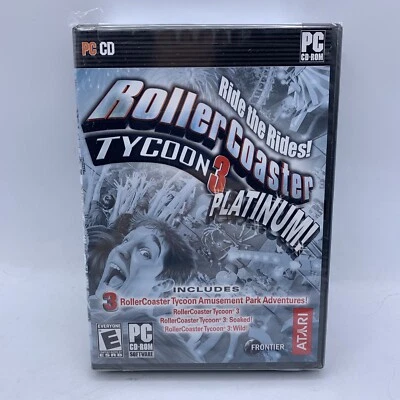 PC CD
PC
CD-ROM
Ride the Rides!
RollerCoaster
TYCOON 3
PLATINUM!
INCLUDES
3 RollerCoaster Tycoon Amusement Park Adventures!
RollerCoaster Tycoon® 3
RollerCoaster Tycoon® 3: Soaked!
RollerCoaster Tycoon® 3: Wild!
EVERYONE
E
ESRB
PC
CD-ROM
SOFTWARE
FRONTIER
ATARI